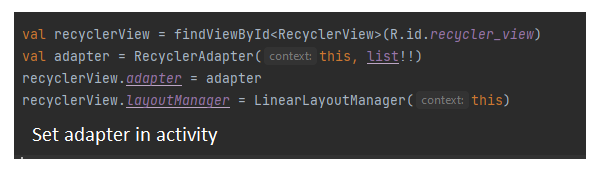 val recyclerView = findViewById<RecyclerView>(R.id.recycler_view)
val adapter = RecyclerAdapter( context: this, list!!)
recyclerView.adapter = adapter
recyclerView.layoutManager = LinearLayoutManager( context: this)
Set adapter in activity